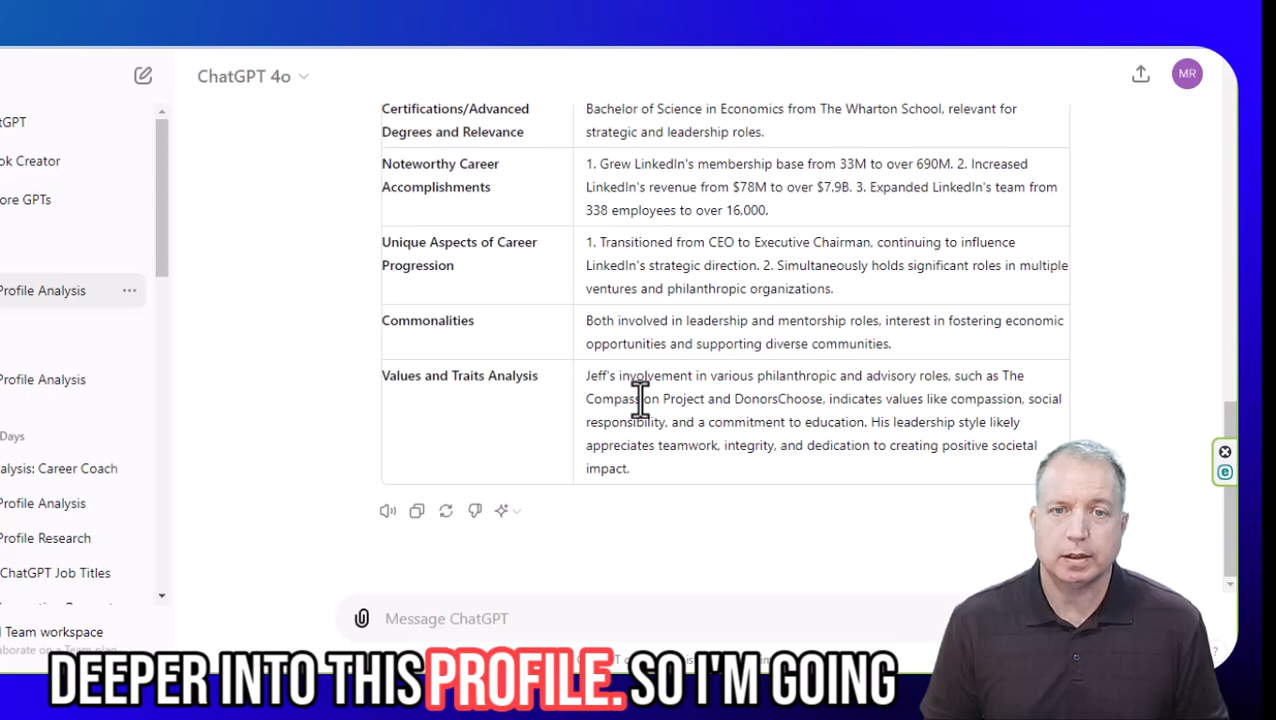 ChatGPT 4o
MR
tGPT
ok Creator
ore GPTs
Profile Analysis
Profile Analysis
Days
alysis: Career Coach
Profile Analysis
Profile Research
ChatGPT Job Titles
Team workspace
Certifications/Advanced
Degrees and Relevance
Bachelor of Science in Economics from The Wharton School, relevant for
strategic and leadership roles.
Noteworthy Career
Accomplishments
1. Grew LinkedIn's membership base from 33M to over 690M. 2. Increased
LinkedIn's revenue from $78M to over $7.9B. 3. Expanded LinkedIn's team from
338 employees to over 16,000.
Unique Aspects of Career
Progression
1. Transitioned from CEO to Executive Chairman, continuing to influence
LinkedIn's strategic direction. 2. Simultaneously holds significant roles in multiple
ventures and philanthropic organizations.
Commonalities
Both involved in leadership and mentorship roles, interest in fostering economic
opportunities and supporting diverse communities.
Values and Traits Analysis
Jeff's involvement in various philanthropic and advisory roles, such as The
Compassion Project and DonorsChoose, indicates values like compassion, social
responsibility, and a commitment to education. His leadership style likely
appreciates teamwork, integrity, and dedication to creating positive societal
impact.
Message ChatGPT
DEEPER INTO THIS PROFILE. SO I'M GOING